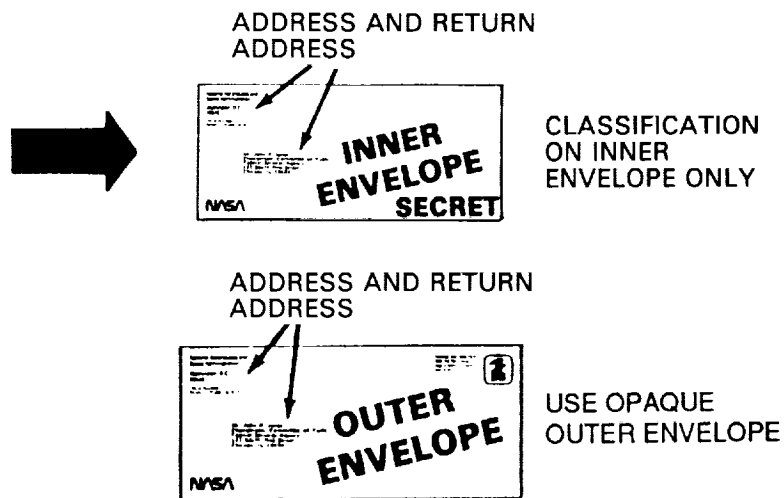 ADDRESS AND RETURN
ADDRESS
INNER
ENVELOPE
SECRET
NASA
CLASSIFICATION
ON INNER
ENVELOPE ONLY
ADDRESS AND RETURN
ADDRESS
OUTER
ENVELOPE
NASA
USE OPAQUE
OUTER ENVELOPE